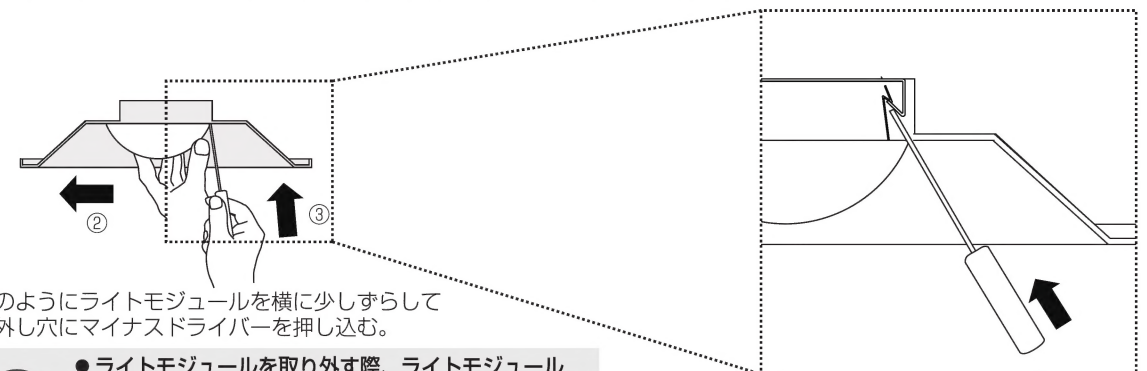 ②
③
のようにライトモジュールを横に少しずらして
外し穴にマイナスドライバーを押し込む。
●ライトモジュールを取り外す際、ライトモジュール